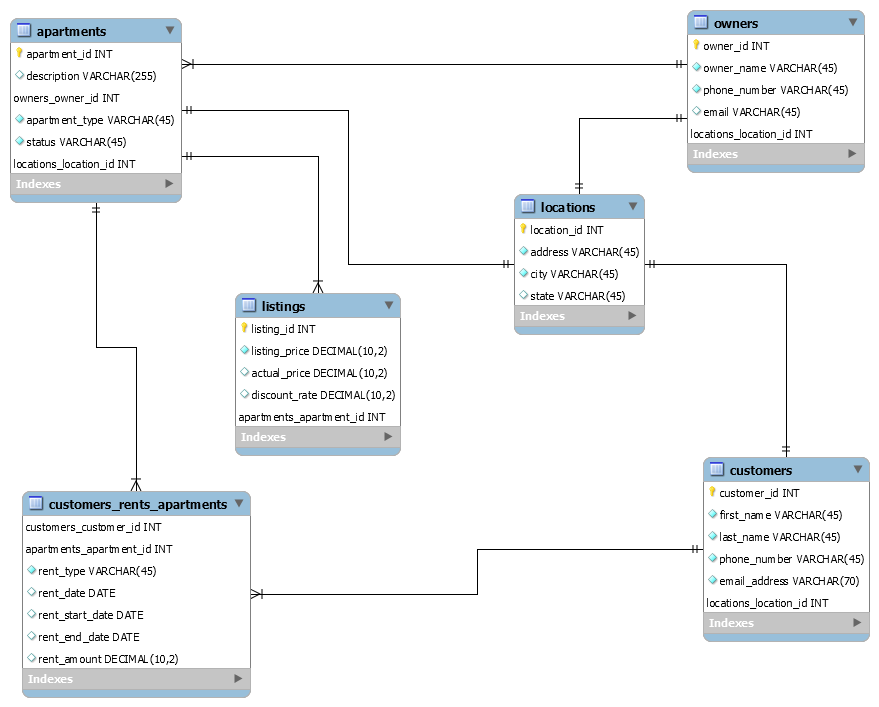 apartments
apartment_id INT
description VARCHAR(255)
owners_owner_id INT
apartment_type VARCHAR(45)
status VARCHAR(45)
locations_location_id INT
Indexes
owners
owner_id INT
owner_name VARCHAR(45)
phone_number VARCHAR(45)
email VARCHAR(45)
locations_location_id INT
Indexes
locations
location_id INT
address VARCHAR(45)
city VARCHAR(45)
state VARCHAR(45)
Indexes
listings
listing_id INT
listing_price DECIMAL(10,2)
actual_price DECIMAL(10,2)
discount_rate DECIMAL(10,2)
apartments_apartment_id INT
Indexes
customers
customer_id INT
first_name VARCHAR(45)
last_name VARCHAR(45)
phone_number VARCHAR(45)
email_address VARCHAR(70)
locations_location_id INT
Indexes
customers_rents_apartments
customers_customer_id INT
apartments_apartment_id INT
rent_type VARCHAR(45)
rent_date DATE
rent_start_date DATE
rent_end_date DATE
rent_amount DECIMAL(10,2)
Indexes